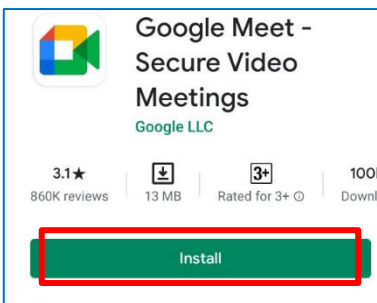 Google Meet -
Secure Video
Meetings
Google LLC
3.1★ 3+
860K reviews 13 MB Rated for 3+
Install